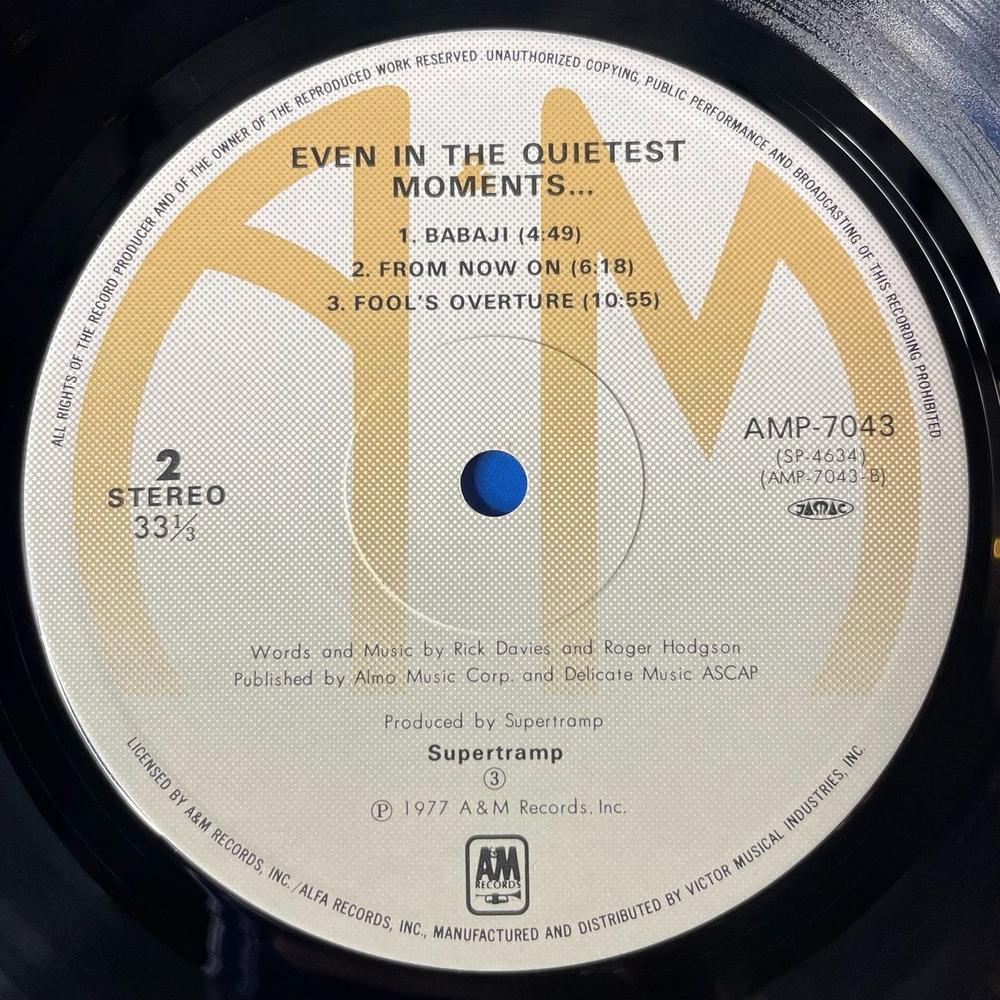 ALL RIGHTS OF THE RECORD PRODUCER AND OF THE OWNER OF THE REPRODUCED WORK RESERVED. UNAUTHORIZED COPYING, PUBLIC PERFORMANCE AND BROADCASTING OF THIS RECORDING PROHIBITED
EVEN IN THE QUIETEST
MOMENTS...
1. BABAJI (4:49)
2. FROM NOW ON (6:18)
3. FOOL'S OVERTURE (10:55)
2
STEREO
33⅓
AMP-7043
(SP-4634)
(AMP-7043-B)
JASRAC
Words and Music by Rick Davies and Roger Hodgson
Published by Almo Music Corp. and Delicate Music ASCAP
Produced by Supertramp
Supertramp
③
Ⓟ 1977 A&M Records, Inc.
A&M
RECORDS
LICENSED BY A&M RECORDS, INC./ALFA RECORDS, INC., MANUFACTURED AND DISTRIBUTED BY VICTOR MUSICAL INDUSTRIES, INC.